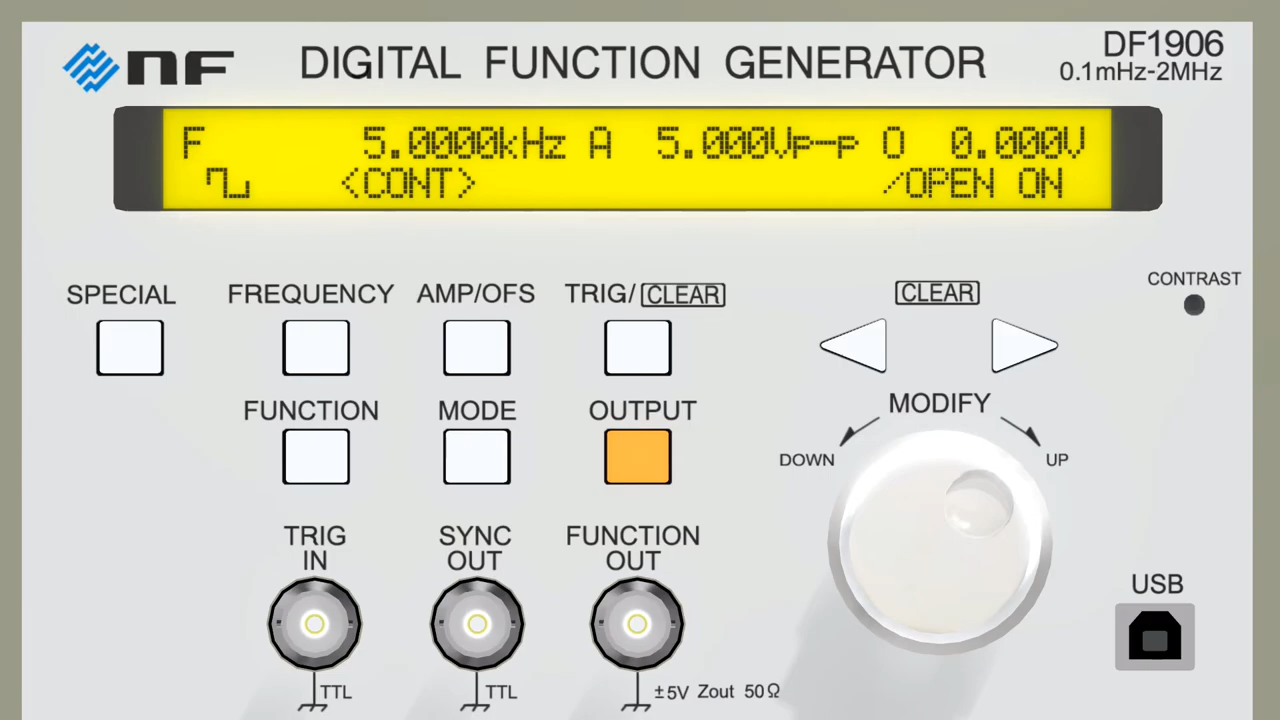 NF DIGITAL FUNCTION GENERATOR DF1906
0.1mHz-2MHz
F 5.0000kHz A 5.000Vp-p O 0.000V
<CONT> /OPEN ON
CONTRAST
SPECIAL FREQUENCY AMP/OFS TRIG/CLEAR CLEAR
FUNCTION MODE OUTPUT MODIFY
DOWN UP
TRIG IN
SYNC OUT
FUNCTION OUT
USB
TTL TTL ±5V Zout 50Ω